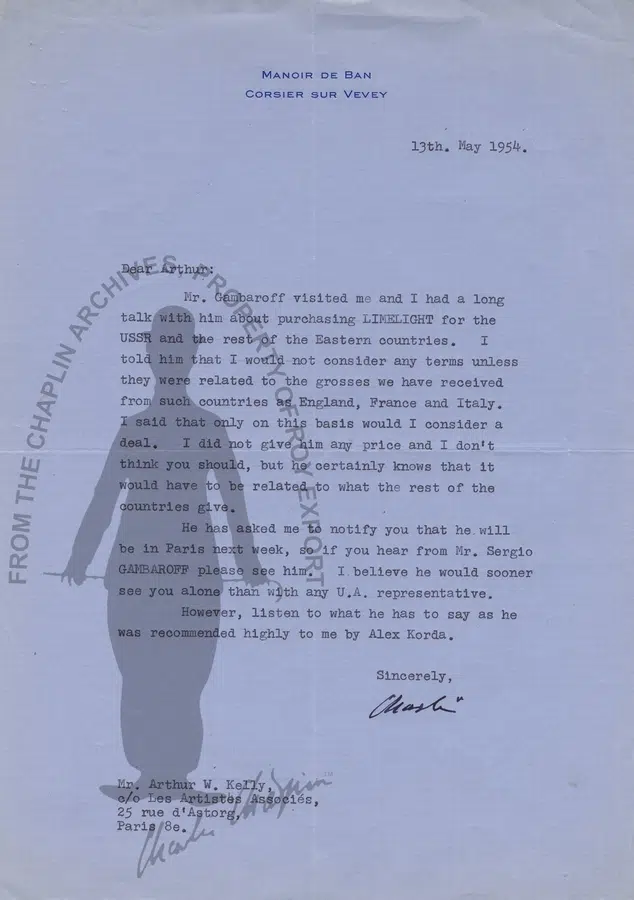 MANOIR DE BAN
CORSIER SUR VEVEY
13th. May 1954.
Dear Arthur:
Mr. Gambaroff visited me and I had a long
talk with him about purchasing LIMELIGHT for the
USSR and the rest of the Eastern countries. I
told him that I would not consider any terms unless
they were related to the grosses we have received
from such countries as England, France and Italy.
I said that only on this basis would I consider a
deal. I did not give him any price and I don't
think you should, but he certainly knows that it
would have to be related to what the rest of the
countries give.
He has asked me to notify you that he will
be in Paris next week, so if you hear from Mr. Sergio
GAMBAROFF please see him. I believe he would sooner
see you alone than with any U.A. representative.
However, listen to what he has to say as he
was recommended highly to me by Alex Korda.
Sincerely,
Charlie
Mr. Arthur W. Kelly,
c/o Les Artistes Associés,
25 rue d'Astorg,
Paris 8e.
FROM THE CHAPLIN ARCHIVES, PROPERTY OF ROY EXPORT
Charles Chaplin